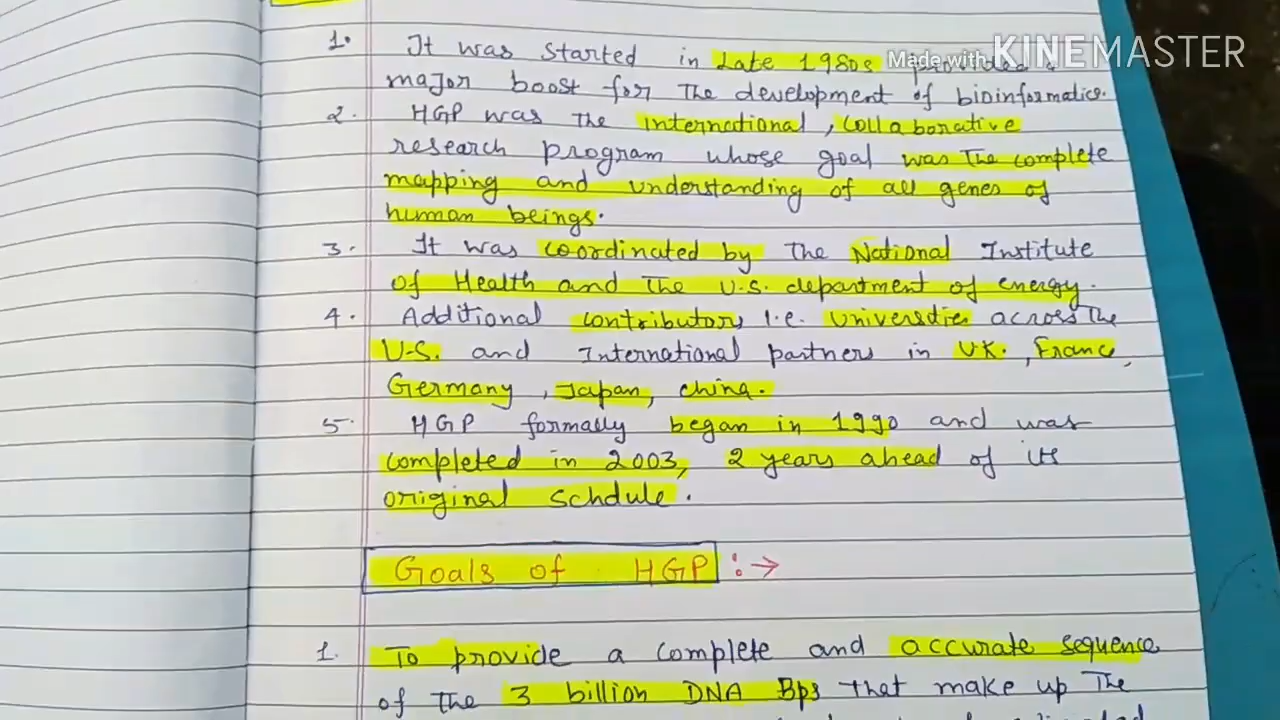 1. It was started in Late 1980s
Made with KINEMASTER
major boost for The development of bioinformatics.
2. HGP was the international, collaborative
research program whose goal was The complete
mapping and understanding of all genes of
human beings.
3. It was coordinated by The National Institute
of Health and The U.S. department of energy.
4. Additional contributors i.e. Universities across The
U.S. and International partners in U.K., France,
Germany, Japan, china.
5. HGP formally began in 1990 and was
completed in 2003, 2 years ahead of its
original schdule.
Goals of HGP :→
1. To provide a complete and accurate sequence
of the 3 billion DNA Bps that make up The